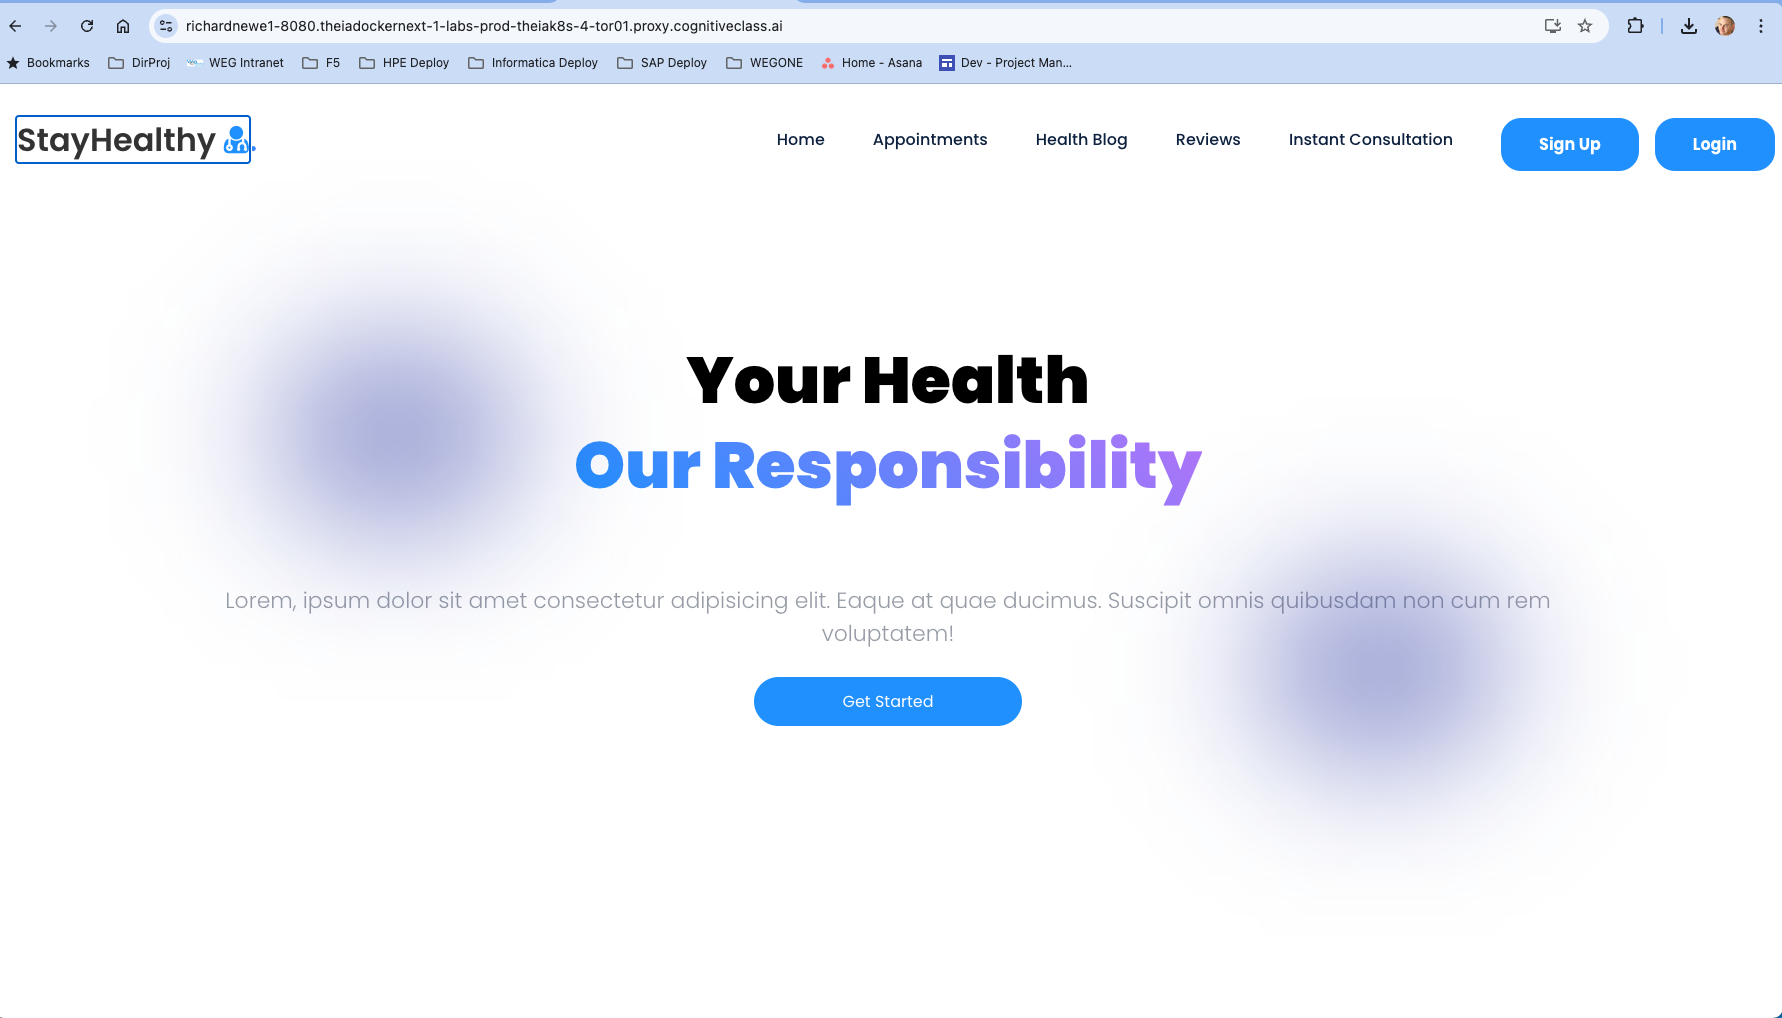 richardnewe1-8080.theiadockernext-1-labs-prod-theiak8s-4-tor01.proxy.cognitiveclass.ai
Bookmarks DirProj WEG Intranet F5 HPE Deploy Informatica Deploy SAP Deploy WEGONE Home - Asana Dev - Project Man...
StayHealthy . Home Appointments Health Blog Reviews Instant Consultation Sign Up Login
Your Health
Our Responsibility
Lorem, ipsum dolor sit amet consectetur adipisicing elit. Eaque at quae ducimus. Suscipit omnis quibusdam non cum rem
voluptatem!
Get Started